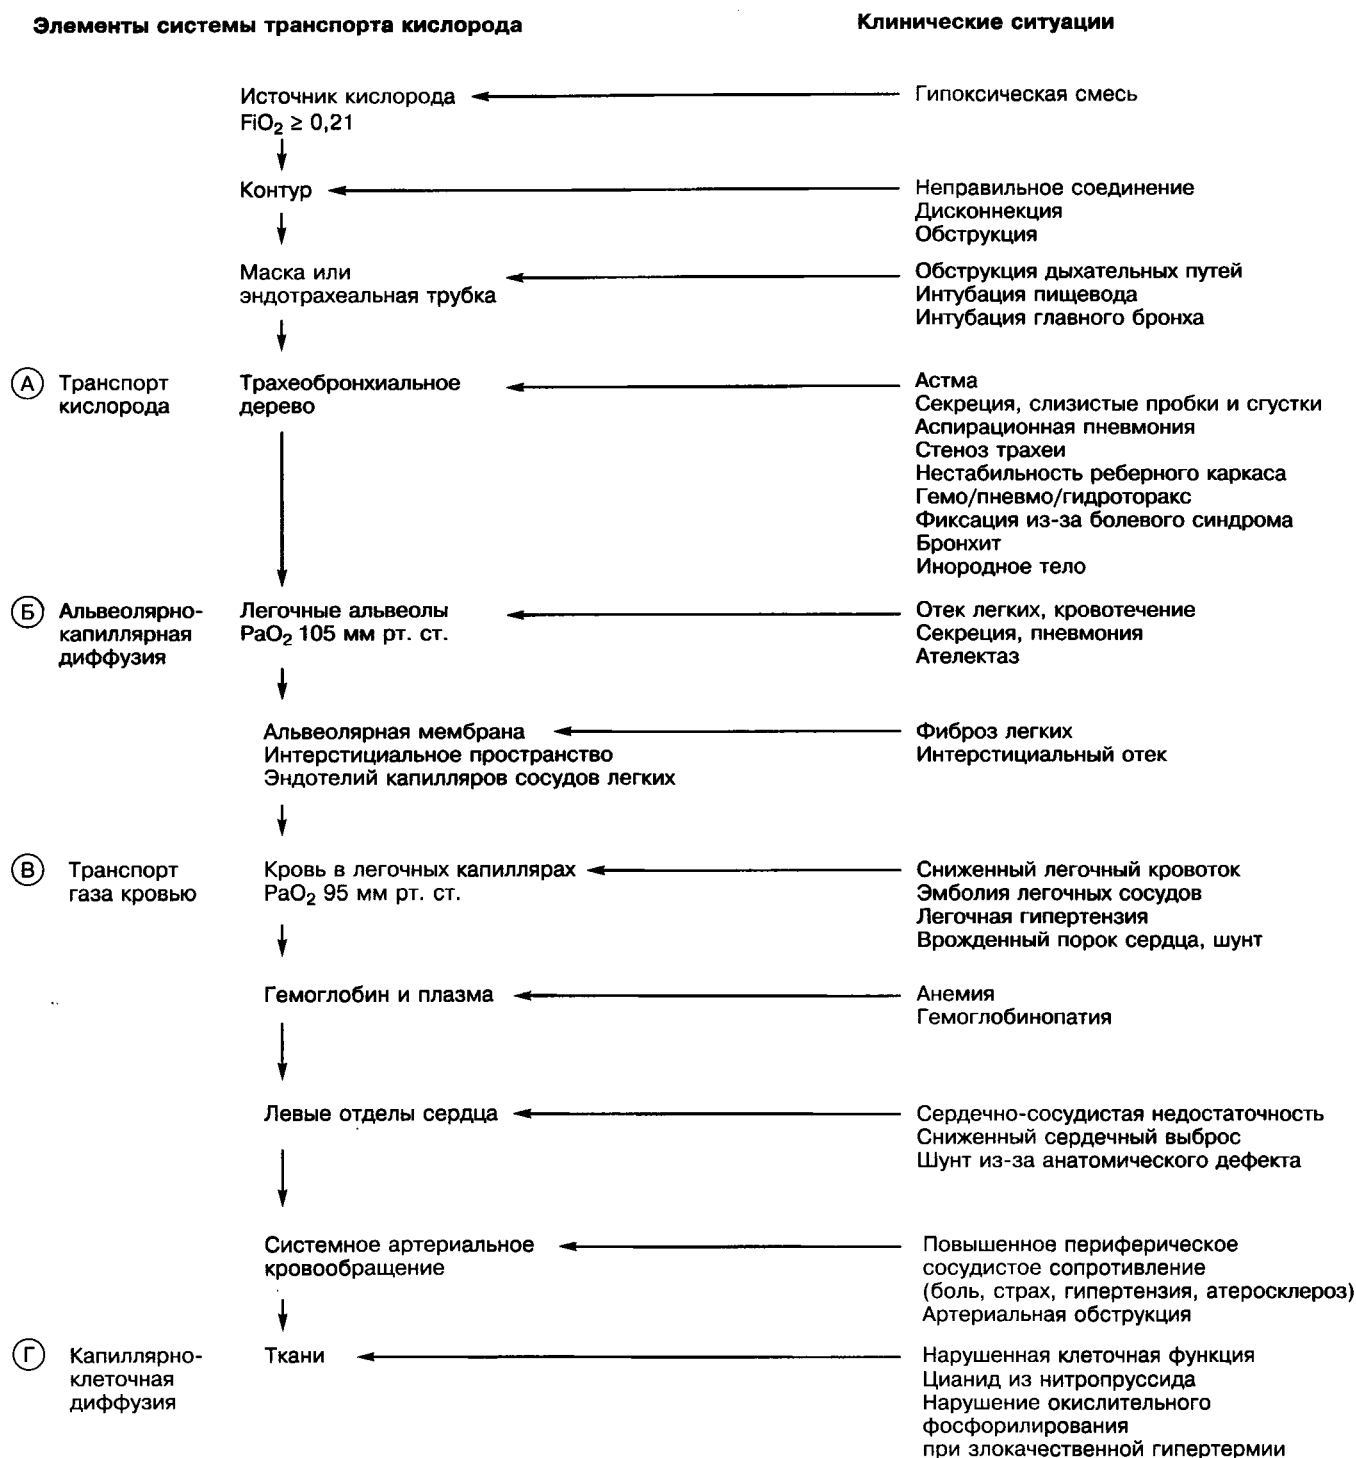 Элементы системы транспорта кислорода
Клинические ситуации
Источник кислорода
FiO₂ ≥ 0,21
Гипоксическая смесь
Контур
Неправильное соединение
Дисконнекция
Обструкция
Маска или
эндотрахеальная трубка
Обструкция дыхательных путей
Интубация пищевода
Интубация главного бронха
А Транспорт
кислорода
Трахеобронхиальное
дерево
Астма
Секреция, слизистые пробки и сгустки
Аспирационная пневмония
Стеноз трахеи
Нестабильность реберного каркаса
Гемо/пневмо/гидроторакс
Фиксация из-за болевого синдрома
Бронхит
Инородное тело
Б Альвеолярно-
капиллярная
диффузия
Легочные альвеолы
PaO₂ 105 мм рт. ст.
Отек легких, кровотечение
Секреция, пневмония
Ателектаз
Альвеолярная мембрана
Интерстициальное пространство
Эндотелий капилляров сосудов легких
Фиброз легких
Интерстициальный отек
В Транспорт
газа кровью
Кровь в легочных капиллярах
PaO₂ 95 мм рт. ст.
Сниженный легочный кровоток
Эмболия легочных сосудов
Легочная гипертензия
Врожденный порок сердца, шунт
Гемоглобин и плазма
Анемия
Гемоглобинопатия
Левые отделы сердца
Сердечно-сосудистая недостаточность
Сниженный сердечный выброс
Шунт из-за анатомического дефекта
Системное артериальное
кровообращение
Повышенное периферическое
сосудистое сопротивление
(боль, страх, гипертензия, атеросклероз)
Артериальная обструкция
Г Капиллярно-
клеточная
диффузия
Ткани
Нарушенная клеточная функция
Цианид из нитропруссида
Нарушение окислительного
фосфорилирования
при злокачественной гипертермии